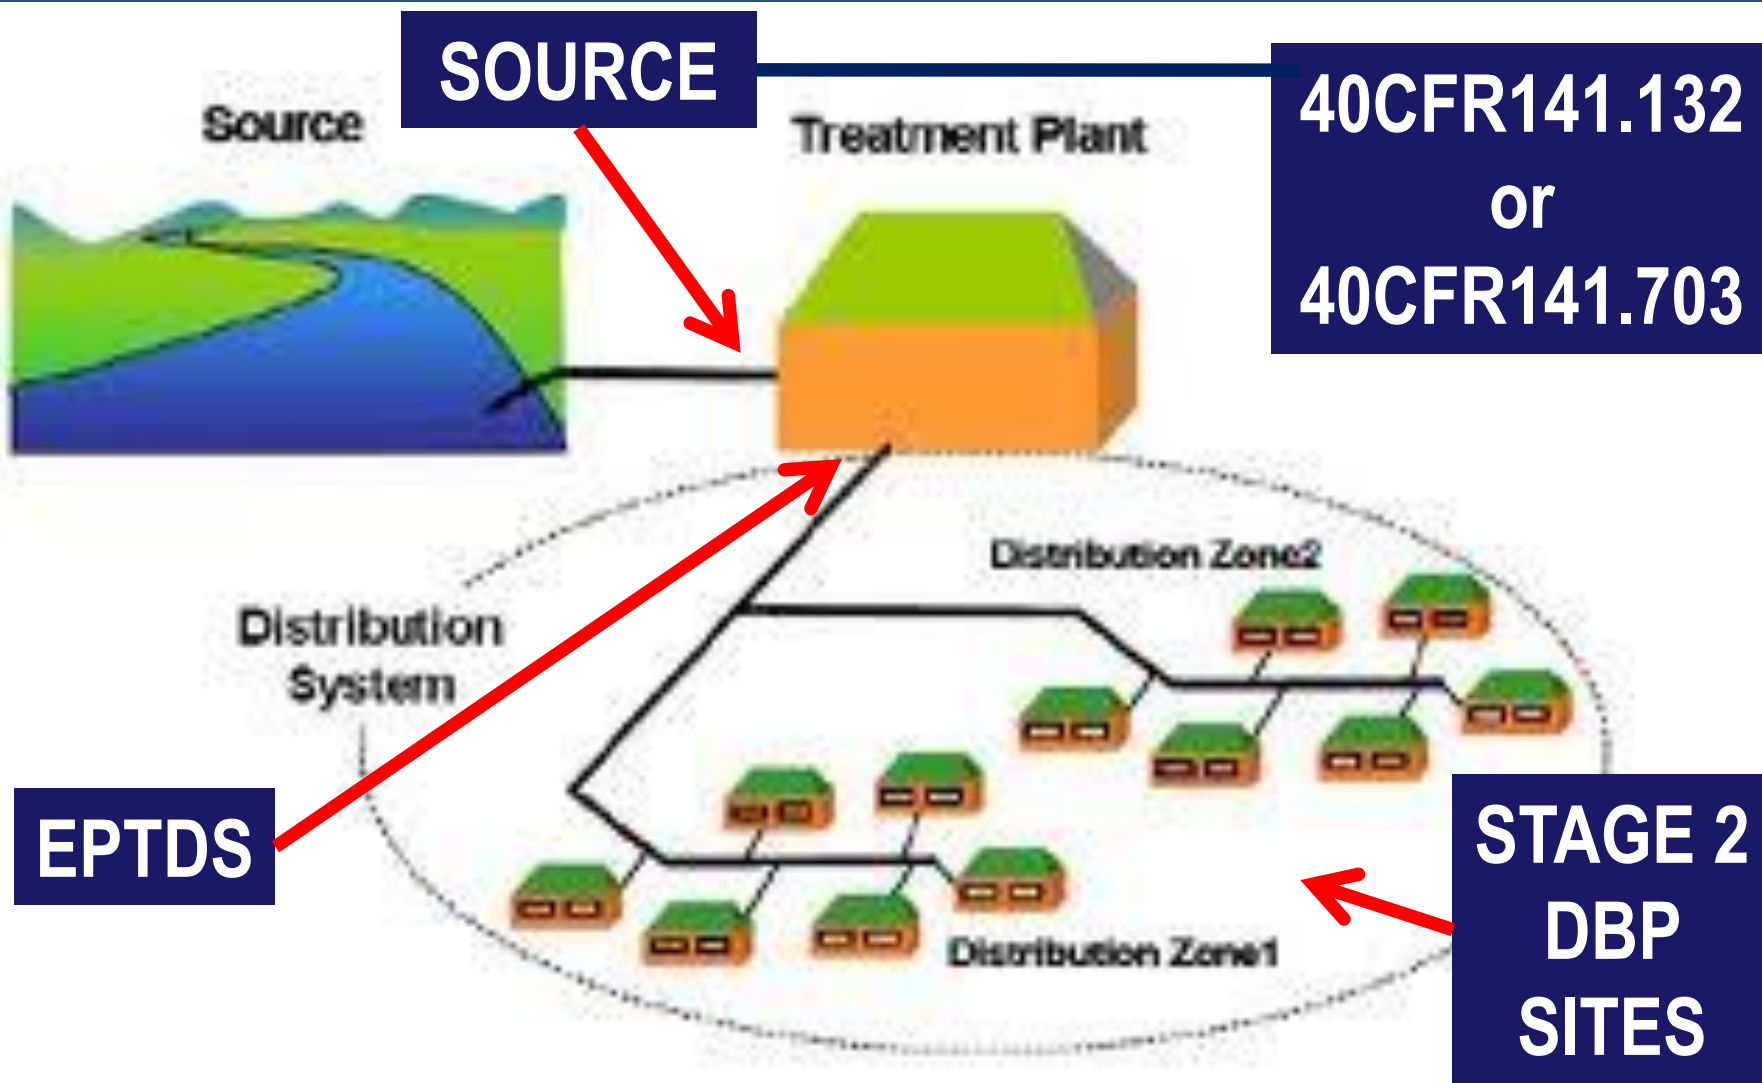 SOURCE
40CFR141.132
or
40CFR141.703
Source
Treatment Plant
Distribution Zone2
Distribution
System
EPTDS
STAGE 2
DBP
SITES
Distribution Zone1